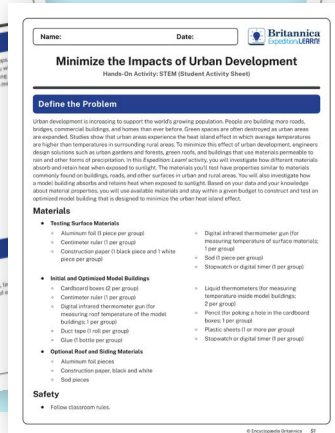 Name:
Date:
Britannica
Expeditions LEARN!
Minimize the Impacts of Urban Development
Hands-On Activity: STEM (Student Activity Sheet)
Define the Problem
Urban development is increasing to support the world's growing population. People are building more roads,
bridges, commercial buildings, and homes than ever before. Green spaces are often destroyed as urban areas
are expanded. Studies show that urban areas experience the heat island effect in which average temperatures
are higher than temperatures in surrounding rural areas. To minimize this effect of urban development, engineers
design solutions such as urban gardens and forests, green roofs, and buildings that use materials permeable to
rain and other forms of precipitation. In this Expedition: Learn! activity, you will investigate how different materials
absorb and retain heat when exposed to sunlight. The materials you'll test have properties similar to materials
commonly found on buildings, roads, and other surfaces in urban and rural areas. You will also investigate how
a model building absorbs and retains heat when exposed to sunlight. Based on your data and your knowledge
about material properties, you will use available materials and stay within a given budget to construct and test an
optimized model building that is designed to minimize the urban heat island effect.
Materials
● Testing Surface Materials
○ Aluminum foil (1 piece per group)
○ Centimeter ruler (1 per group)
○ Construction paper (1 black piece and 1 white
piece per group)
○ Digital infrared thermometer gun (for
measuring temperature of surface materials;
1 per group)
○ Sod (1 piece per group)
○ Stopwatch or digital timer (1 per group)
● Initial and Optimized Model Buildings
○ Cardboard boxes (2 per group)
○ Centimeter ruler (1 per group)
○ Digital infrared thermometer gun (for
measuring roof temperature of the model
buildings; 1 per group)
○ Duct tape (1 roll per group)
○ Glue (1 bottle per group)
○ Liquid thermometers (for measuring
temperature inside model buildings;
2 per group)
○ Pencil (for poking a hole in the cardboard
boxes; 1 per group)
○ Plastic sheets (1 or more per group)
○ Stopwatch or digital timer (1 per group)
● Optional Roof and Siding Materials
○ Aluminum foil pieces
○ Construction paper, black and white
○ Sod pieces
Safety
● Follow classroom rules.
© Encyclopaedia Britannica 51